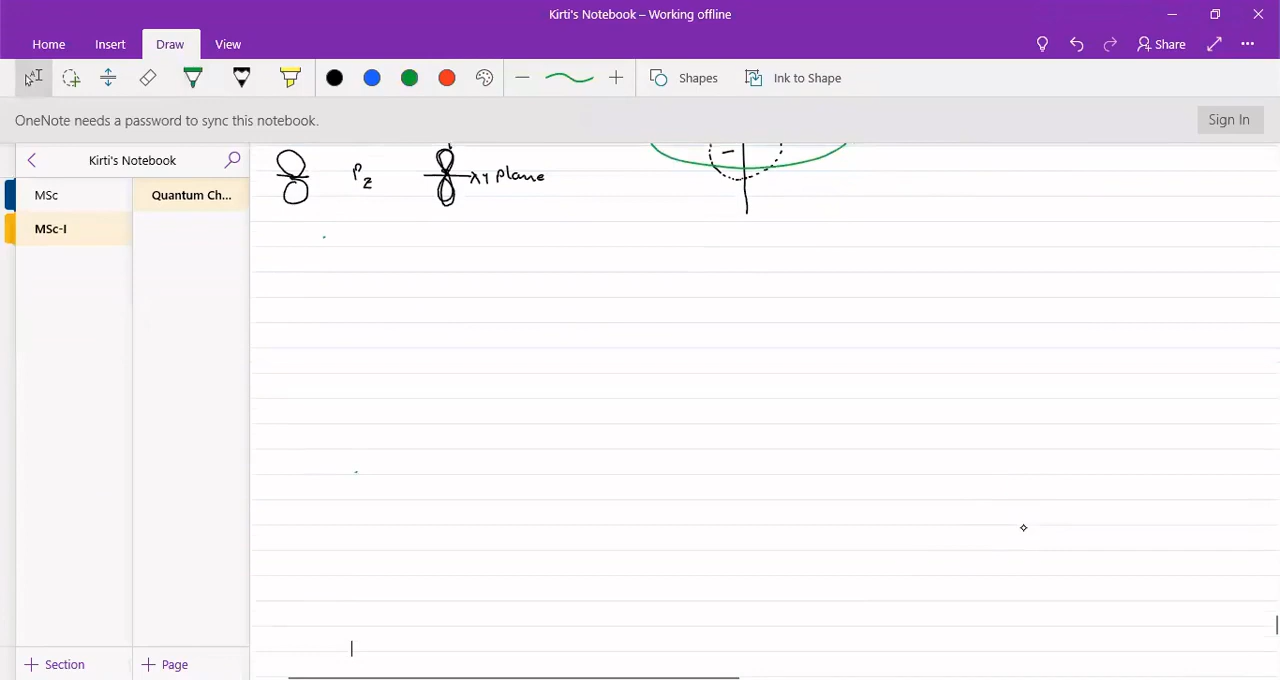 Kirti's Notebook – Working offline
Home Insert Draw View
Share
Shapes Ink to Shape
OneNote needs a password to sync this notebook.
Sign In
Kirti's Notebook
MSc
Quantum Ch...
MSc-I
Pz
XY Plane
Section
Page